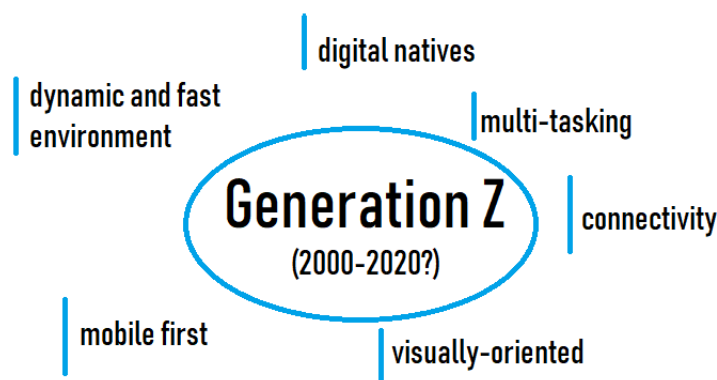 digital natives
dynamic and fast
environment
multi-tasking
Generation Z
(2000-2020?)
connectivity
mobile first
visually-oriented